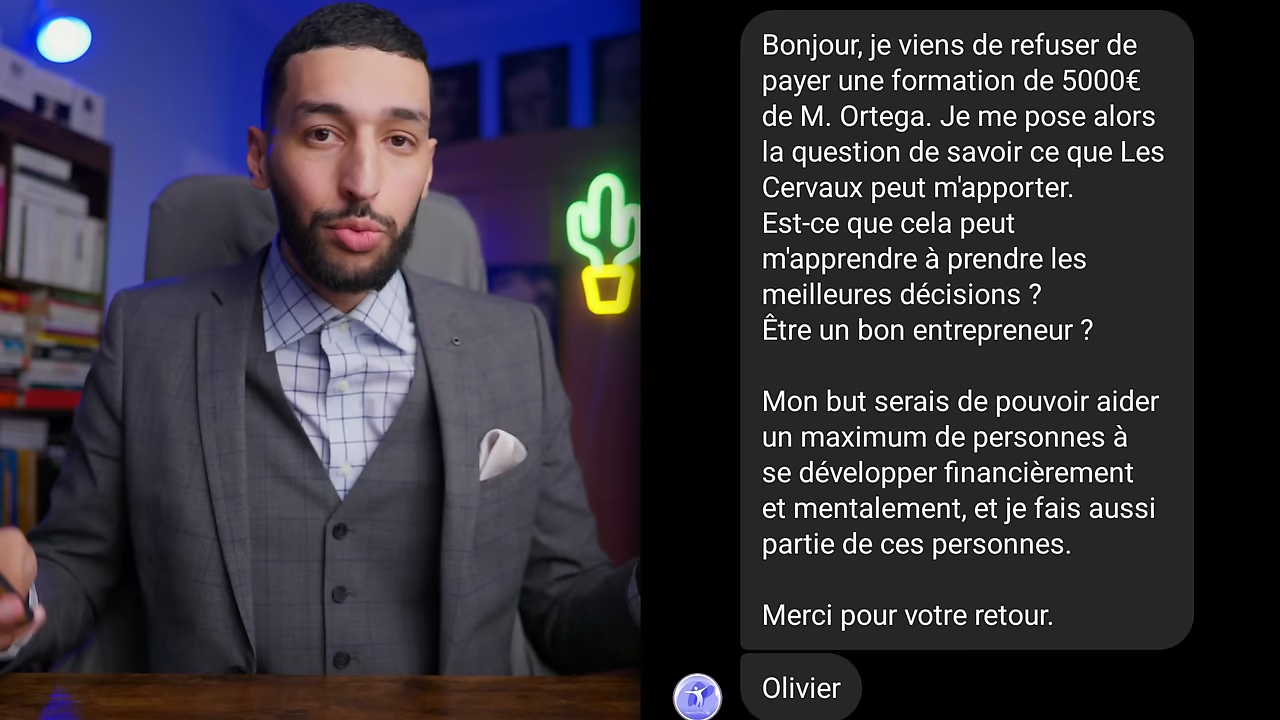 Bonjour, je viens de refuser de
payer une formation de 5000€
de M. Ortega. Je me pose alors
la question de savoir ce que Les
Cervaux peut m'apporter.
Est-ce que cela peut
m'apprendre à prendre les
meilleures décisions ?
Être un bon entrepreneur ?
Mon but serais de pouvoir aider
un maximum de personnes à
se développer financièrement
et mentalement, et je fais aussi
partie de ces personnes.
Merci pour votre retour.
Olivier